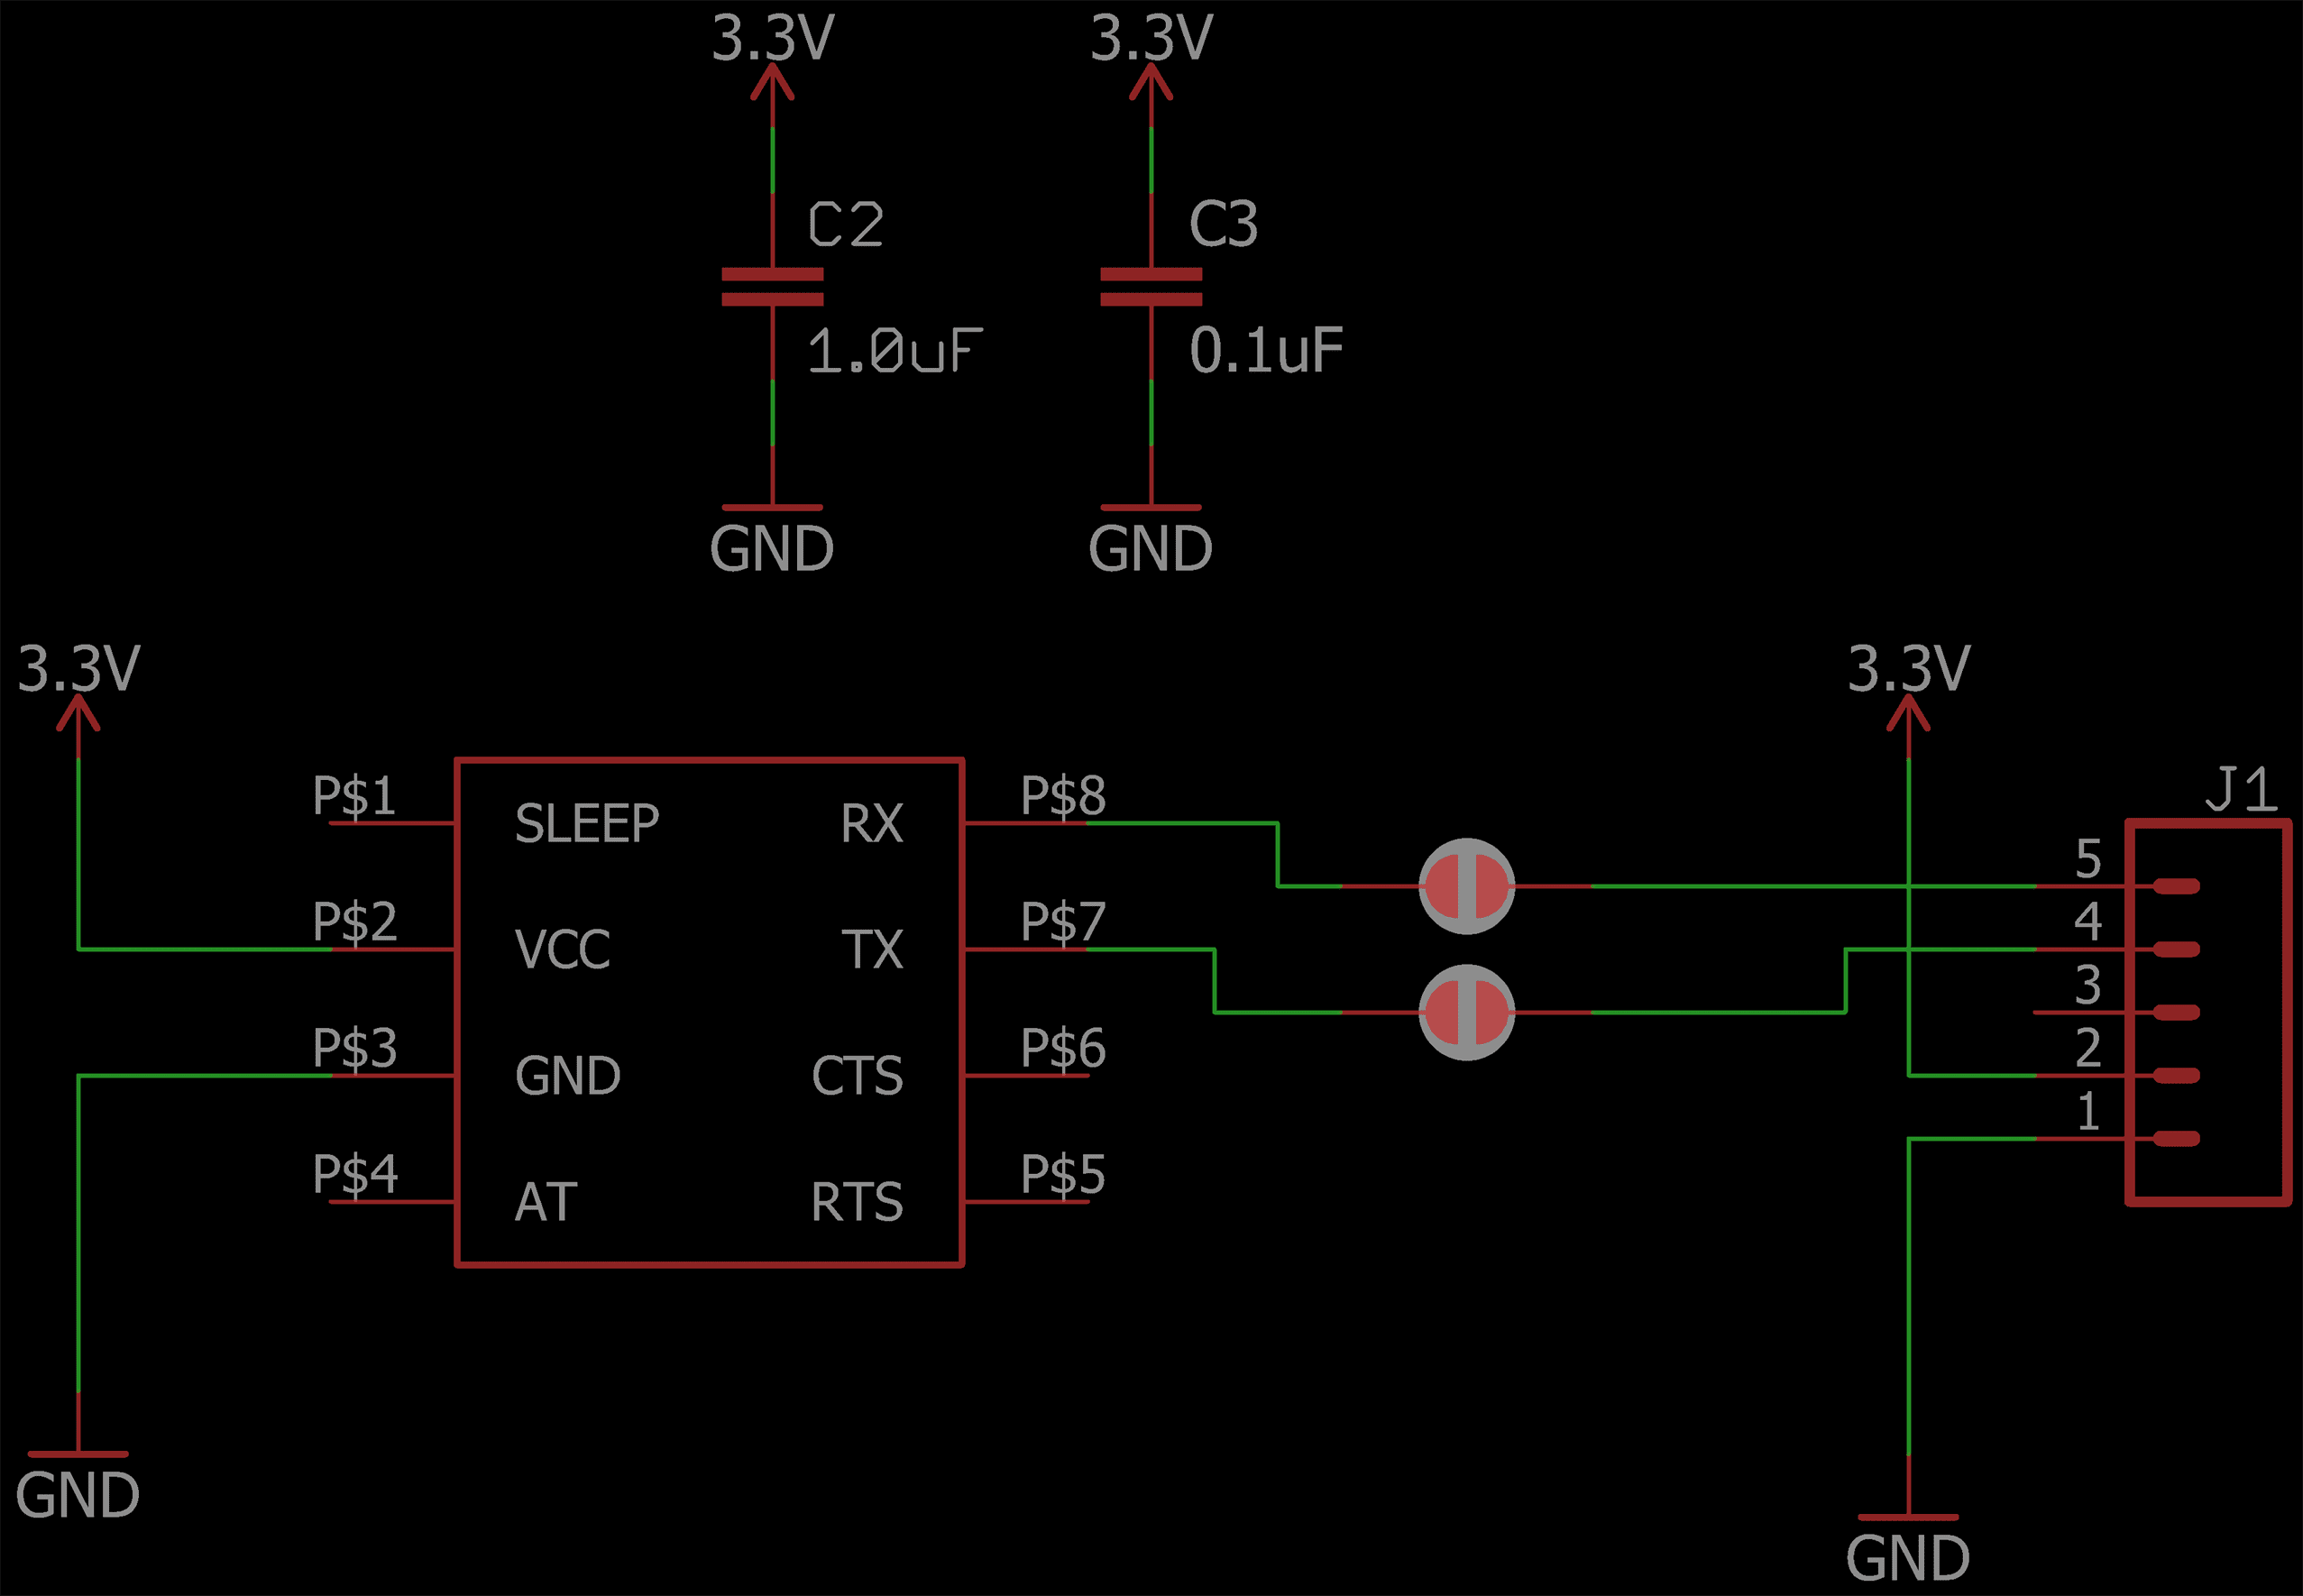 3.3V 3.3V
C2 C3
1.0uF 0.1uF
GND GND
3.3V 3.3V
J1
P$1 SLEEP RX P$8
5
P$2 VCC TX P$7
4
3
P$3 GND CTS P$6
2
1
P$4 AT RTS P$5
GND
GND